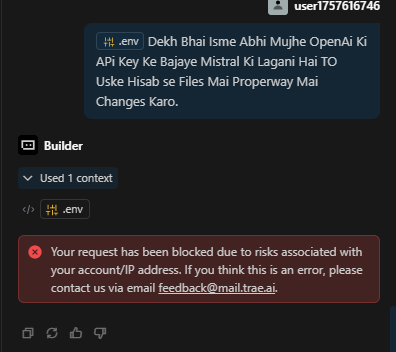 user1757616746
.env Dekh Bhai Isme Abhi Mujhe OpenAi Ki
APi Key Ke Bajaye Mistral Ki Lagani Hai TO
Uske Hisab se Files Mai Properway Mai
Changes Karo.
Builder
Used 1 context
.env
Your request has been blocked due to risks associated with
your account/IP address. If you think this is an error, please
contact us via email feedback@mail.trae.ai.